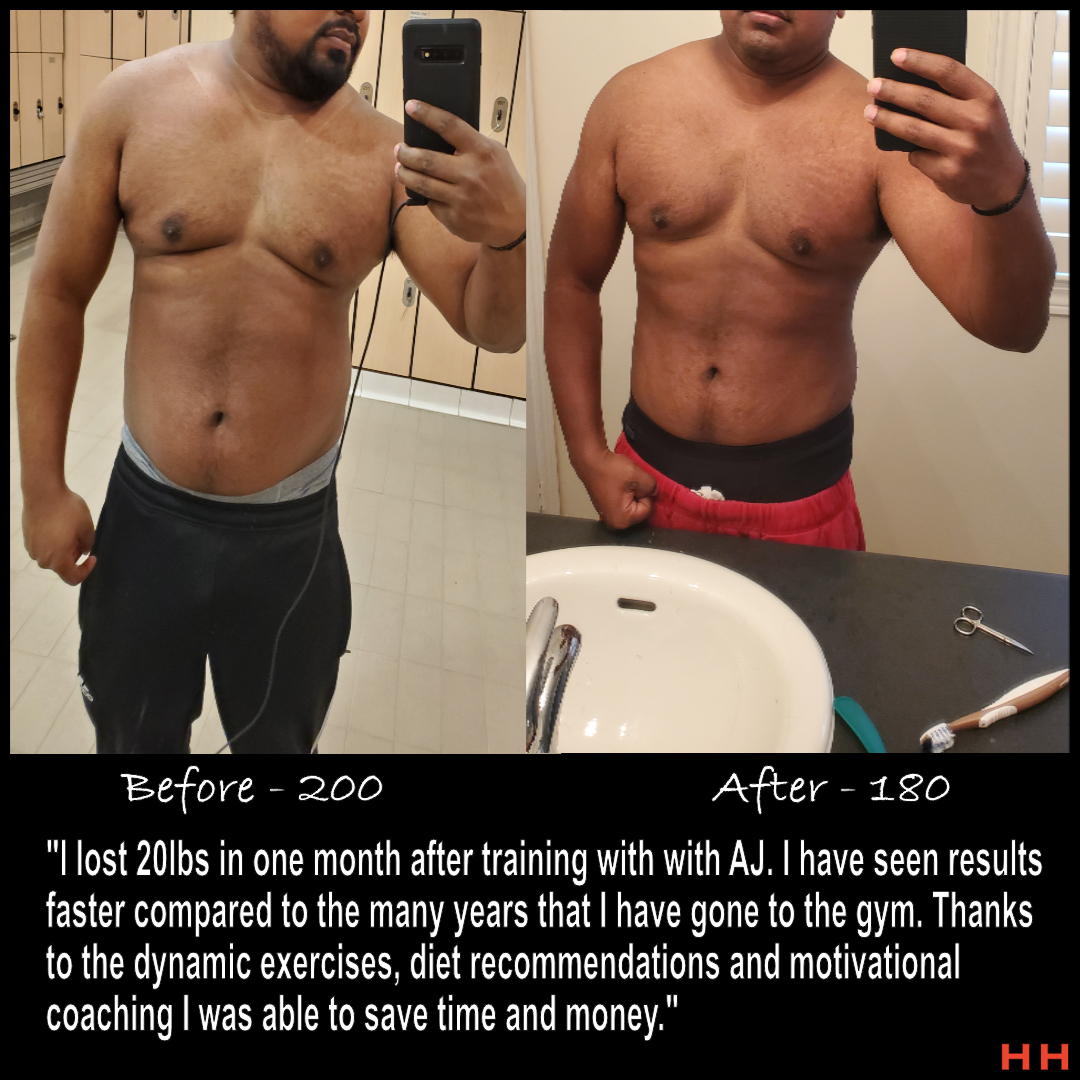 Before - 200
After - 180
"I lost 20lbs in one month after training with with AJ. I have seen results
faster compared to the many years that I have gone to the gym. Thanks
to the dynamic exercises, diet recommendations and motivational
coaching I was able to save time and money."
HH